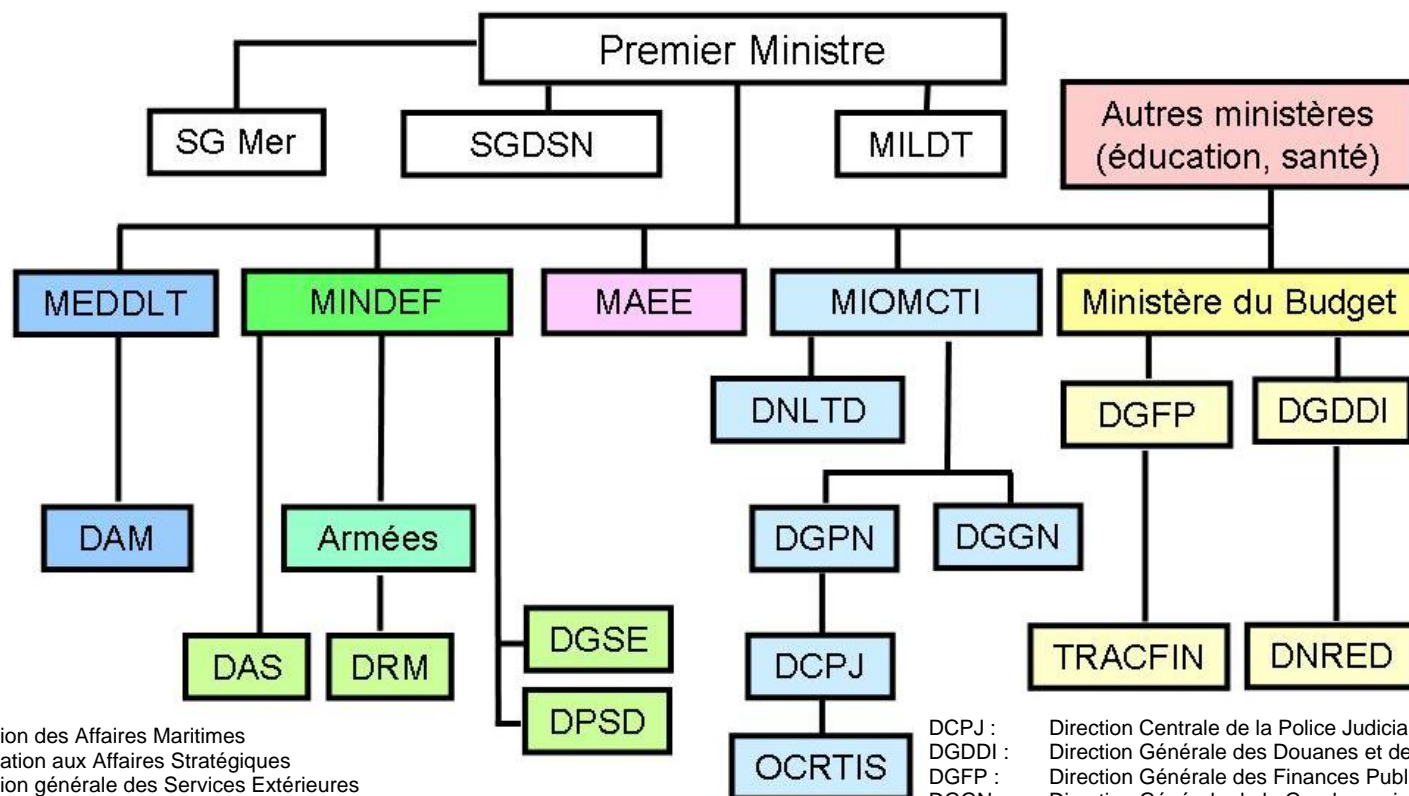 Premier Ministre
SG Mer
SGDSN
MILDT
Autres ministères
(éducation, santé)
MEDDLT
MINDEF
MAEE
MIOMCTI
Ministère du Budget
DNLTD
DGFP
DGDDI
DAM
Armées
DGPN
DGGN
DAS
DRM
DGSE
DPSD
DCPJ
TRACFIN
DNRED
OCRTIS
ion des Affaires Maritimes
ation aux Affaires Stratégiques
ion générale des Services Extérieures
DCPJ : Direction Centrale de la Police Judicia
DGDDI : Direction Générale des Douanes et de
DGFP : Direction Générale des Finances Publ